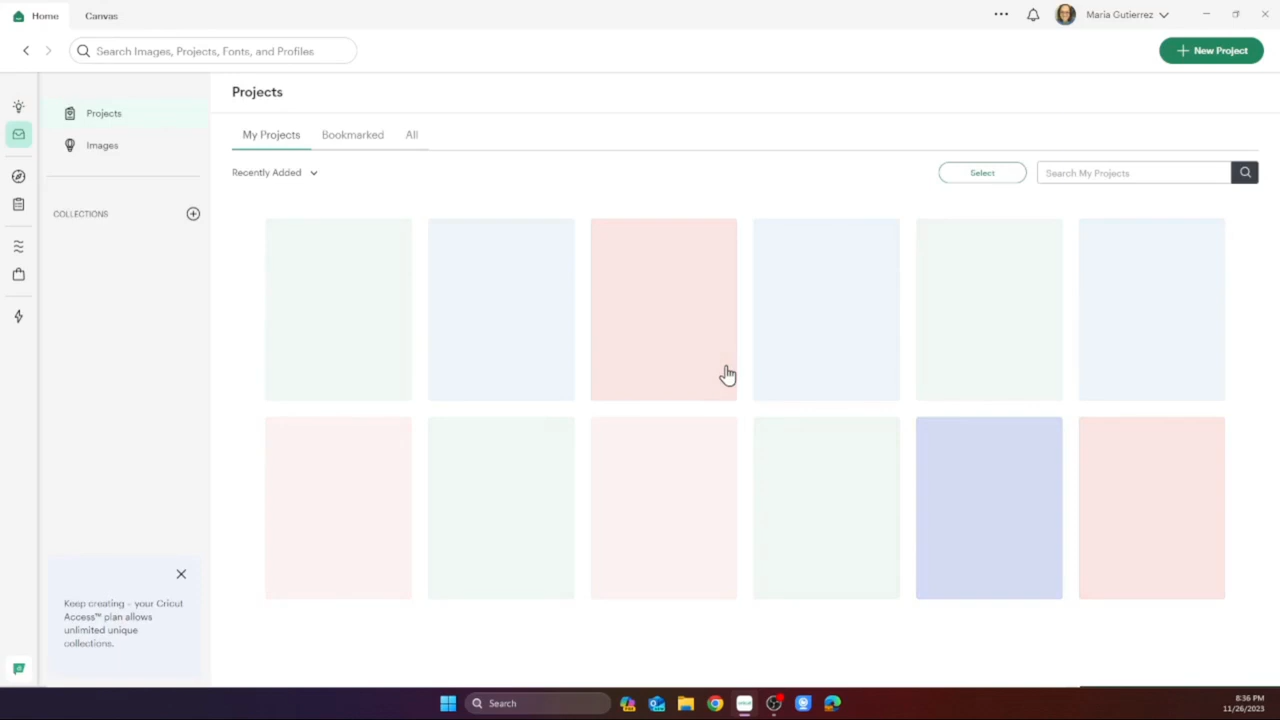 Home
Canvas
Maria Gutierrez
Search Images, Projects, Fonts, and Profiles
New Project
Projects
Images
COLLECTIONS
Keep creating - your Cricut
Access™ plan allows
unlimited unique
collections.
Projects
My Projects
Bookmarked
All
Recently Added
Select
Search My Projects
Search
cricut
8:36 PM
11/26/2023